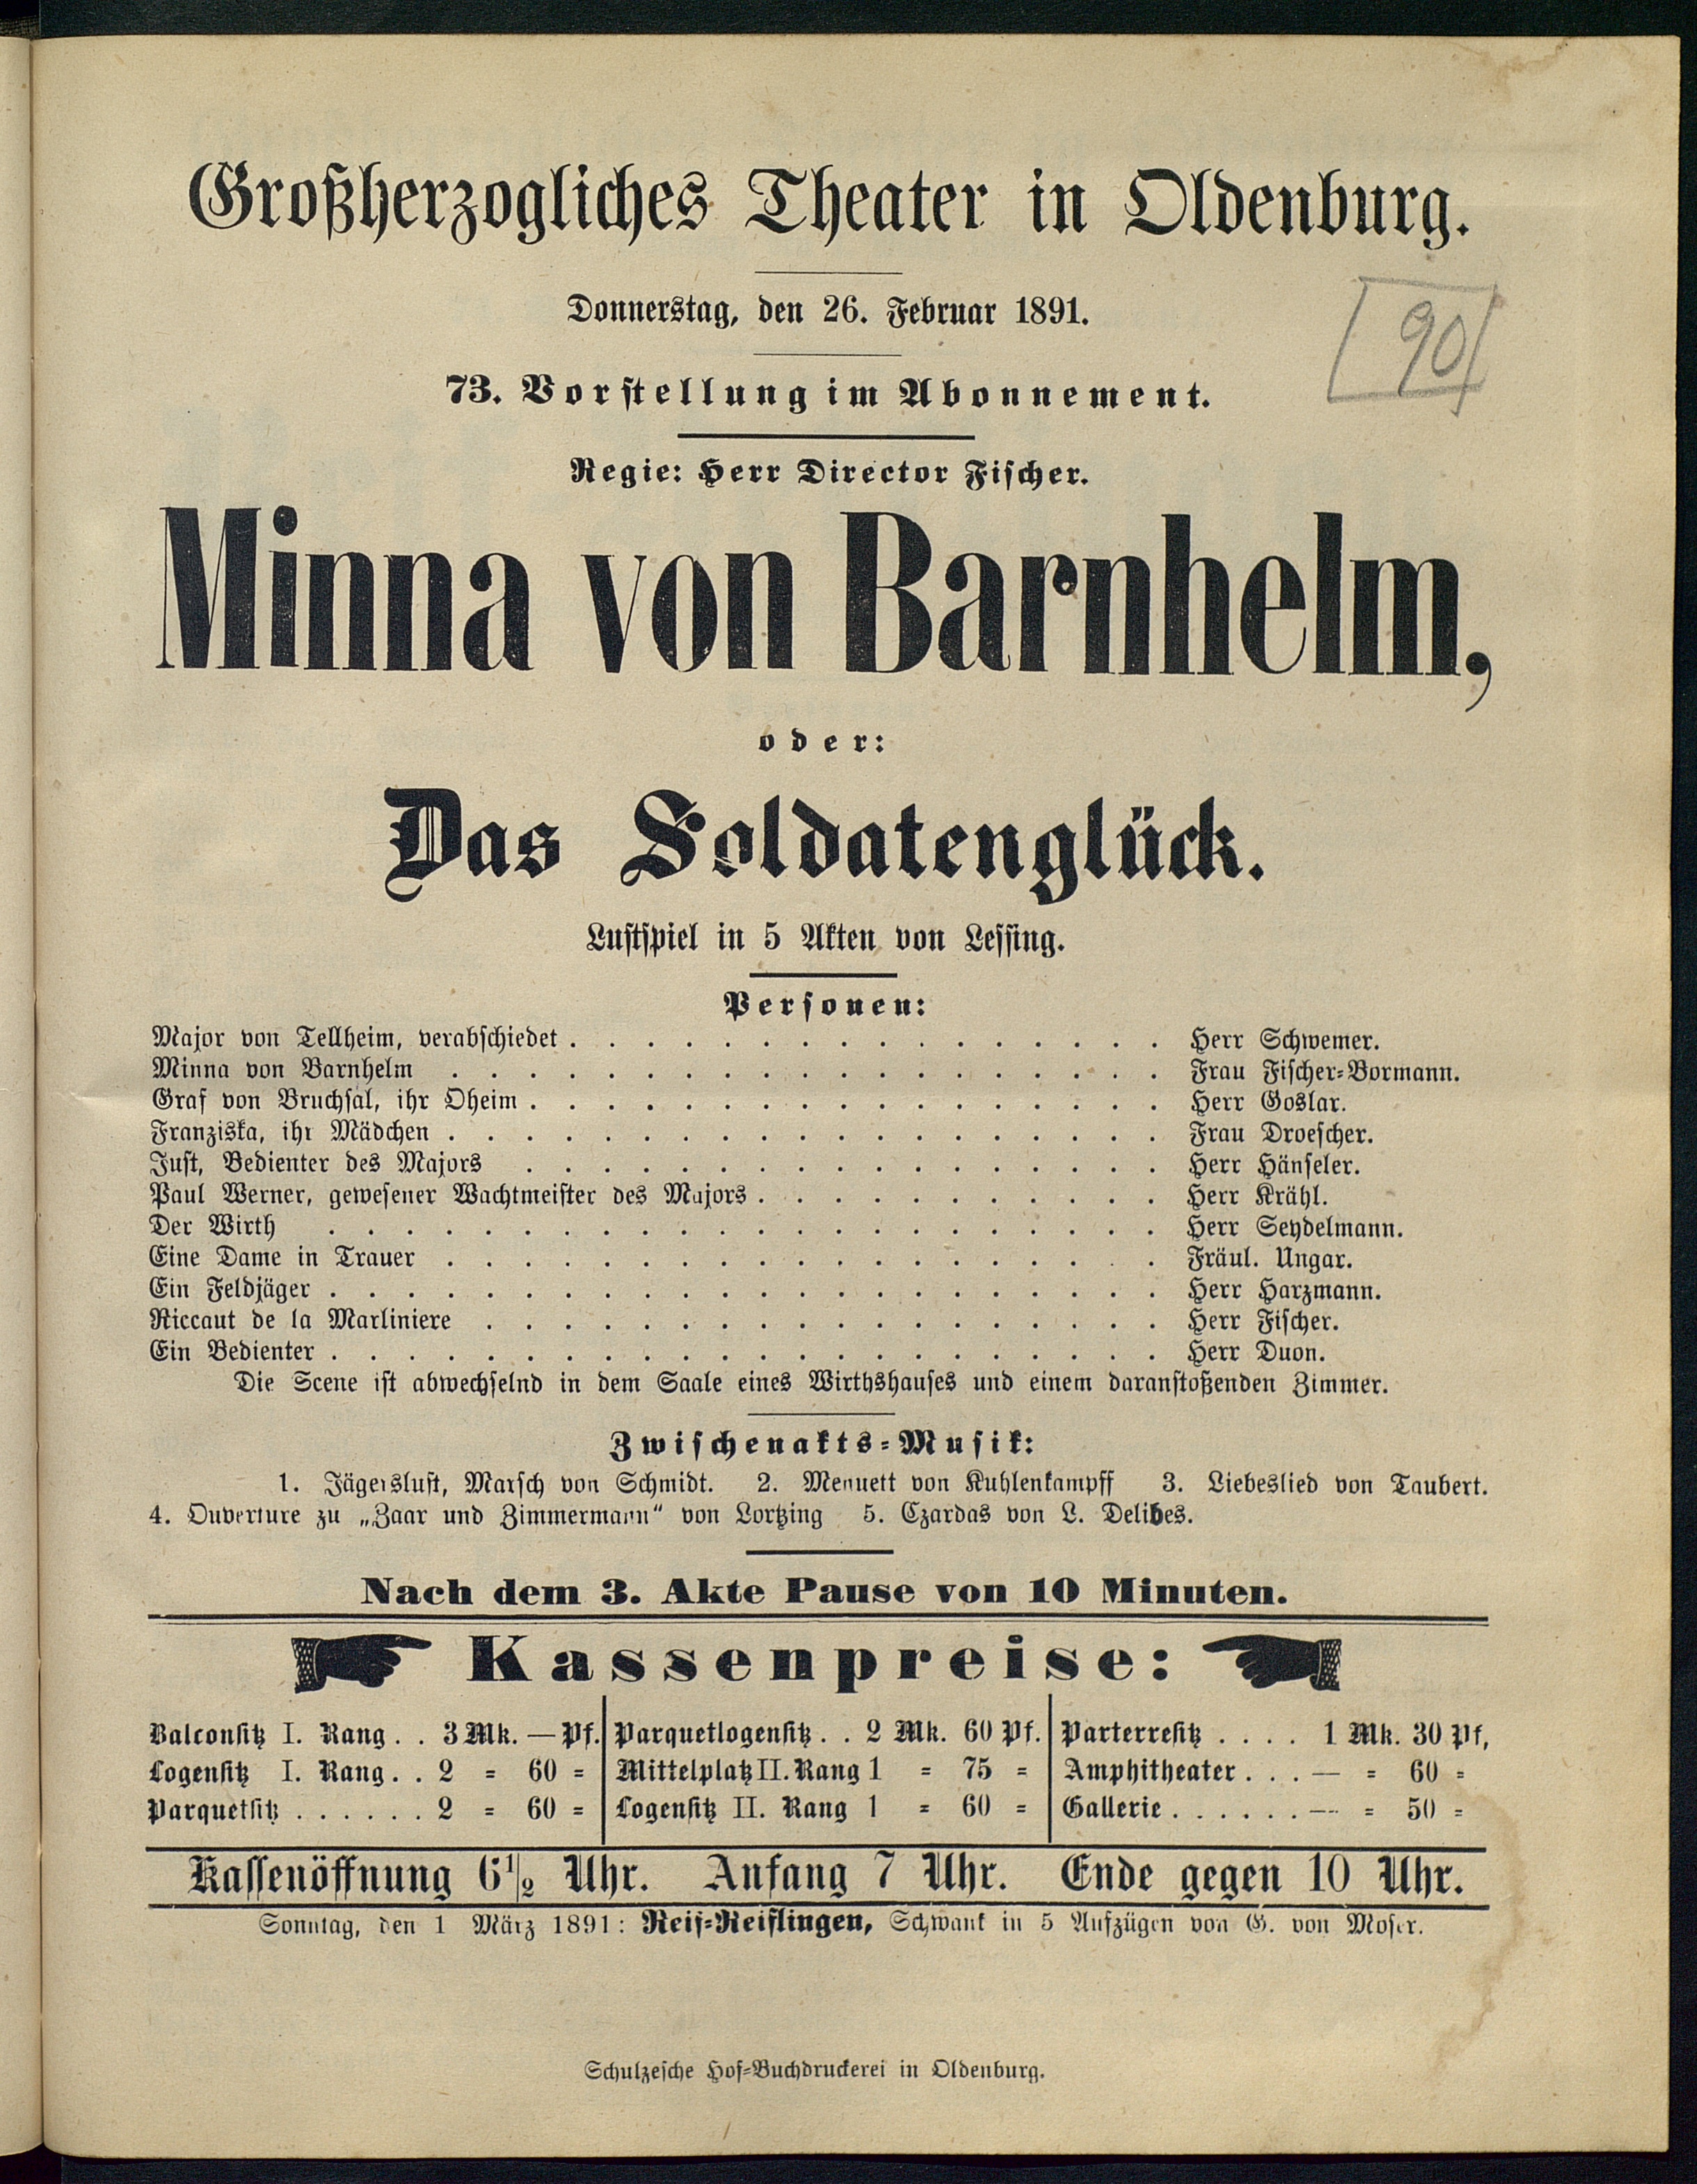 Großherzogliches Theater in Oldenburg.
Donnerstag, den 26. Februar 1891.
90
73. Vorstellung im Abonnement.
Regie: Herr Director Fischer.
Minna von Barnhelm,
oder:
Das Soldatenglück.
Lustspiel in 5 Akten von Lessing.
Personen:
Major von Tellheim, verabschiedet . . . . . . . . . . . . . . . . Herr Schwemer.
Minna von Barnhelm . . . . . . . . . . . . . . . . . . . Frau Fischer-Bormann.
Graf von Bruchsal, ihr Oheim . . . . . . . . . . . . . . . . . Herr Goslar.
Franziska, ihr Mädchen . . . . . . . . . . . . . . . . . . . Frau Droescher.
Just, Bedienter des Majors . . . . . . . . . . . . . . . . . Herr Hänseler.
Paul Werner, gewesener Wachtmeister des Majors . . . . . . . . . . . Herr Krähl.
Der Wirth . . . . . . . . . . . . . . . . . . . . . . Herr Seydelmann.
Eine Dame in Trauer . . . . . . . . . . . . . . . . . . . Fräul. Ungar.
Ein Feldjäger . . . . . . . . . . . . . . . . . . . . . . Herr Harzmann.
Riccaut de la Marliniere . . . . . . . . . . . . . . . . . . Herr Fischer.
Ein Bedienter . . . . . . . . . . . . . . . . . . . . . . Herr Duon.
Die Scene ist abwechselnd in dem Saale eines Wirthshauses und einem daranstoßenden Zimmer.
Zwischenakts-Musik:
1. Jägerslust, Marsch von Schmidt. 2. Menuett von Kuhlenkampff 3. Liebeslied von Taubert.
4. Ouverture zu „Zaar und Zimmermann“ von Lortzing 5. Czardas von L. Delibes.
Nach dem 3. Akte Pause von 10 Minuten.
Kassenpreise:
Balconsitz I. Rang . . 3 Mk. — Pf. Parquetlogensitz . . 2 Mk. 60 Pf. Parterresitz . . . . 1 Mk. 30 Pf,
Logensitz I. Rang . . 2 = 60 = Mittelplatz II. Rang 1 = 75 = Amphitheater . . . — = 60 =
Parquetsitz . . . . . . 2 = 60 = Logensitz II. Rang 1 = 60 = Gallerie . . . . . . — = 50 =
Kassenöffnung 6½ Uhr. Anfang 7 Uhr. Ende gegen 10 Uhr.
Sonntag, den 1 März 1891: Reif-Reiflingen, Schwank in 5 Aufzügen von G. von Moser.
Schulzesche Hof-Buchdruckerei in Oldenburg.